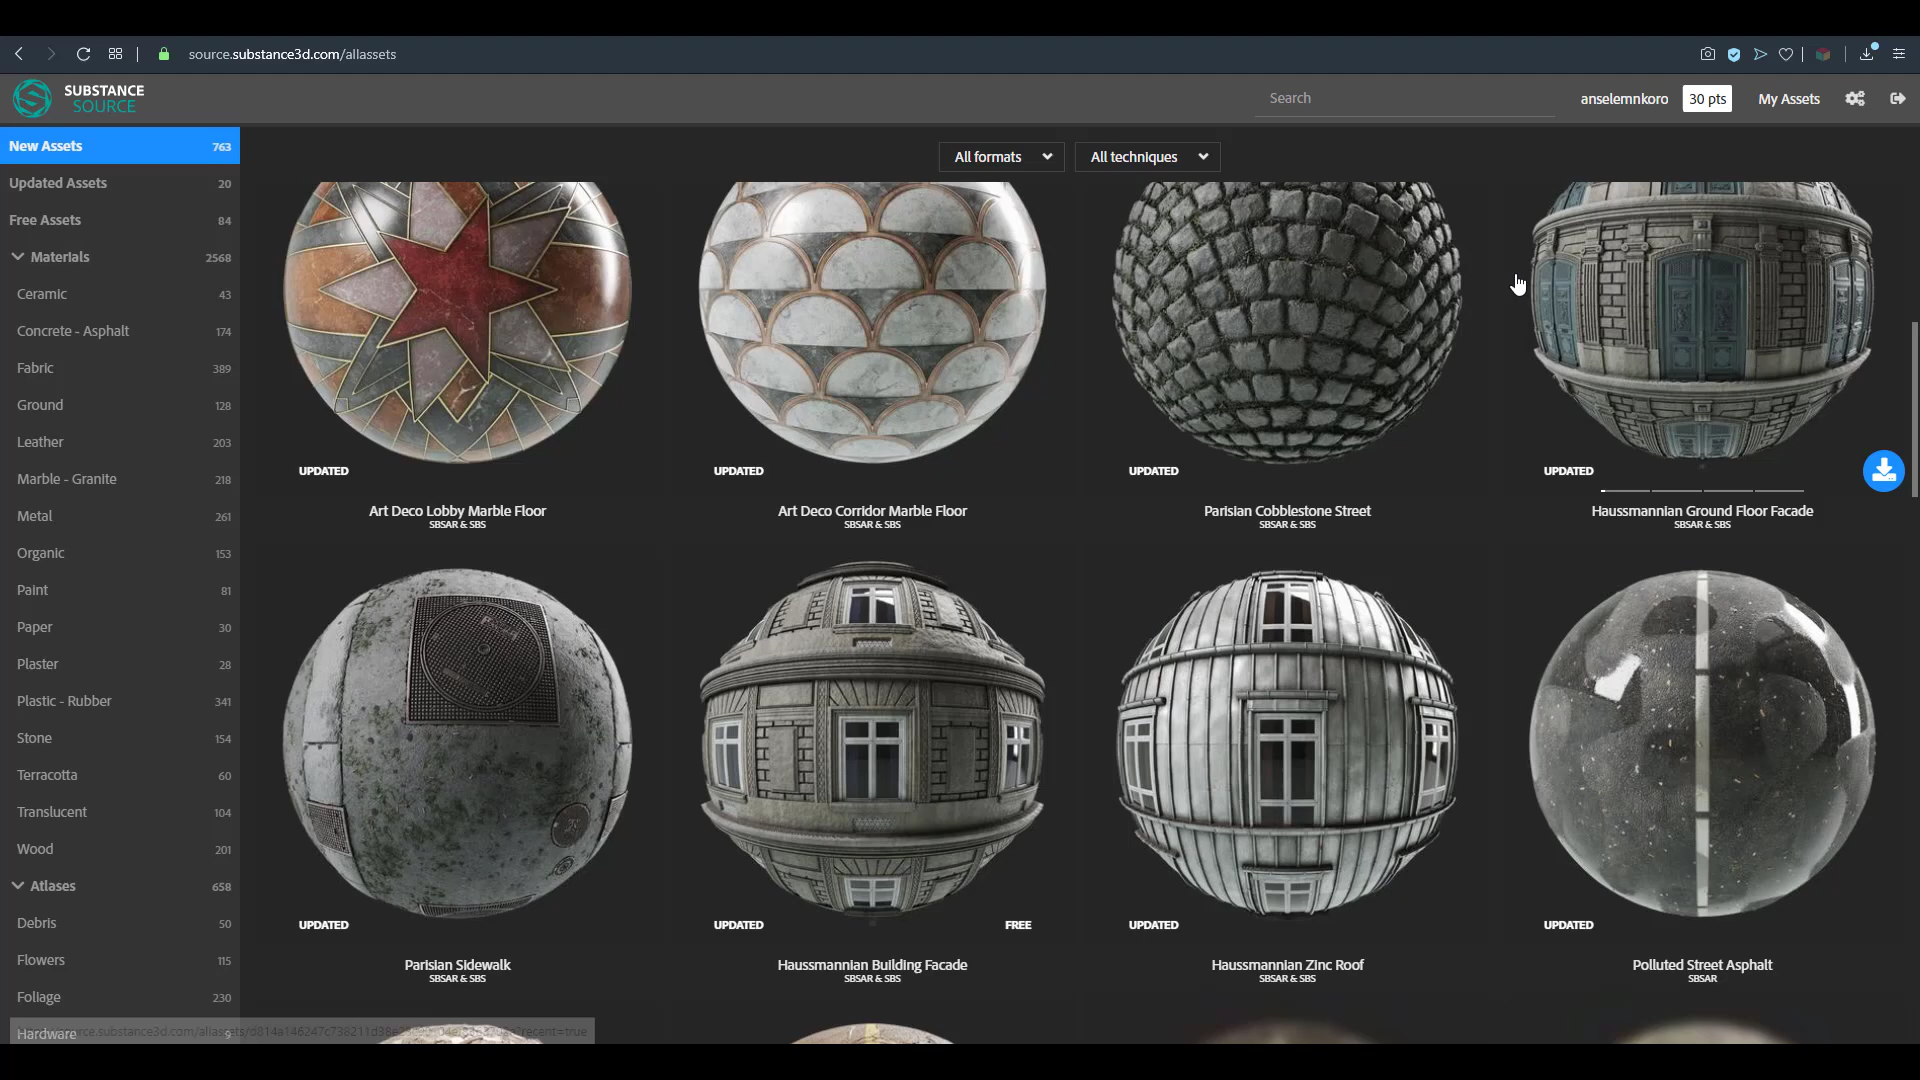 source.substance3d.com/allassets
SUBSTANCE
SOURCE
Search
anselemnkoro
30 pts
My Assets
New Assets 763
Updated Assets 20
Free Assets 84
Materials 2568
Ceramic 43
Concrete - Asphalt 174
Fabric 389
Ground 128
Leather 203
Marble - Granite 218
Metal 261
Organic 153
Paint 81
Paper 30
Plaster 28
Plastic - Rubber 341
Stone 154
Terracotta 60
Translucent 104
Wood 201
Atlases 658
Debris 50
Flowers 115
Foliage 230
Hardware 9
All formats
All techniques
UPDATED
UPDATED
UPDATED
UPDATED
Art Deco Lobby Marble Floor
SBSAR & SBS
Art Deco Corridor Marble Floor
SBSAR & SBS
Parisian Cobblestone Street
SBSAR & SBS
Haussmannian Ground Floor Facade
SBSAR & SBS
UPDATED
UPDATED
FREE
UPDATED
UPDATED
Parisian Sidewalk
SBSAR & SBS
Haussmannian Building Facade
SBSAR & SBS
Haussmannian Zinc Roof
SBSAR & SBS
Polluted Street Asphalt
SBSAR